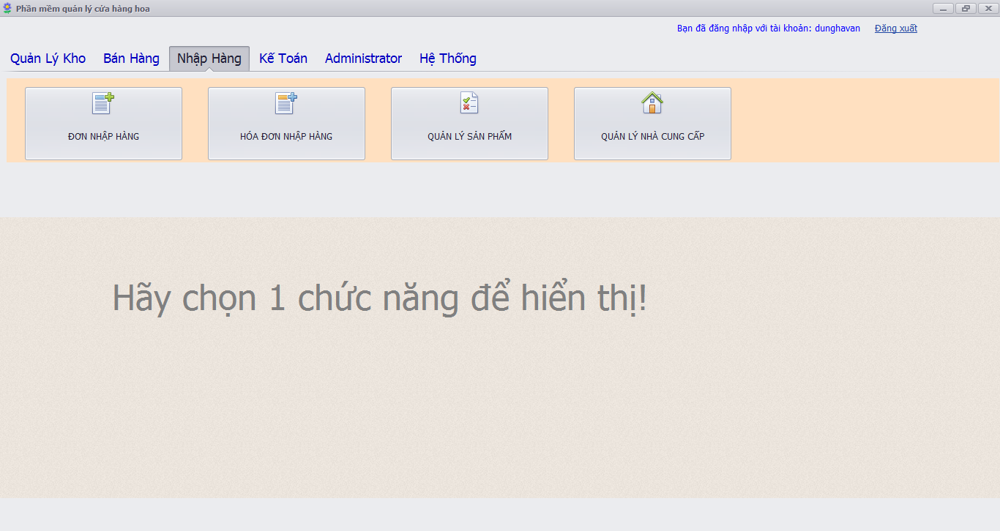 Phần mềm quản lý cửa hàng hoa
Bạn đã đăng nhập với tài khoản: dunghavan Đăng xuất
Quản Lý Kho Bán Hàng Nhập Hàng Kế Toán Administrator Hệ Thống
ĐƠN NHẬP HÀNG HÓA ĐƠN NHẬP HÀNG QUẢN LÝ SẢN PHẨM QUẢN LÝ NHÀ CUNG CẤP
Hãy chọn 1 chức năng để hiển thị!